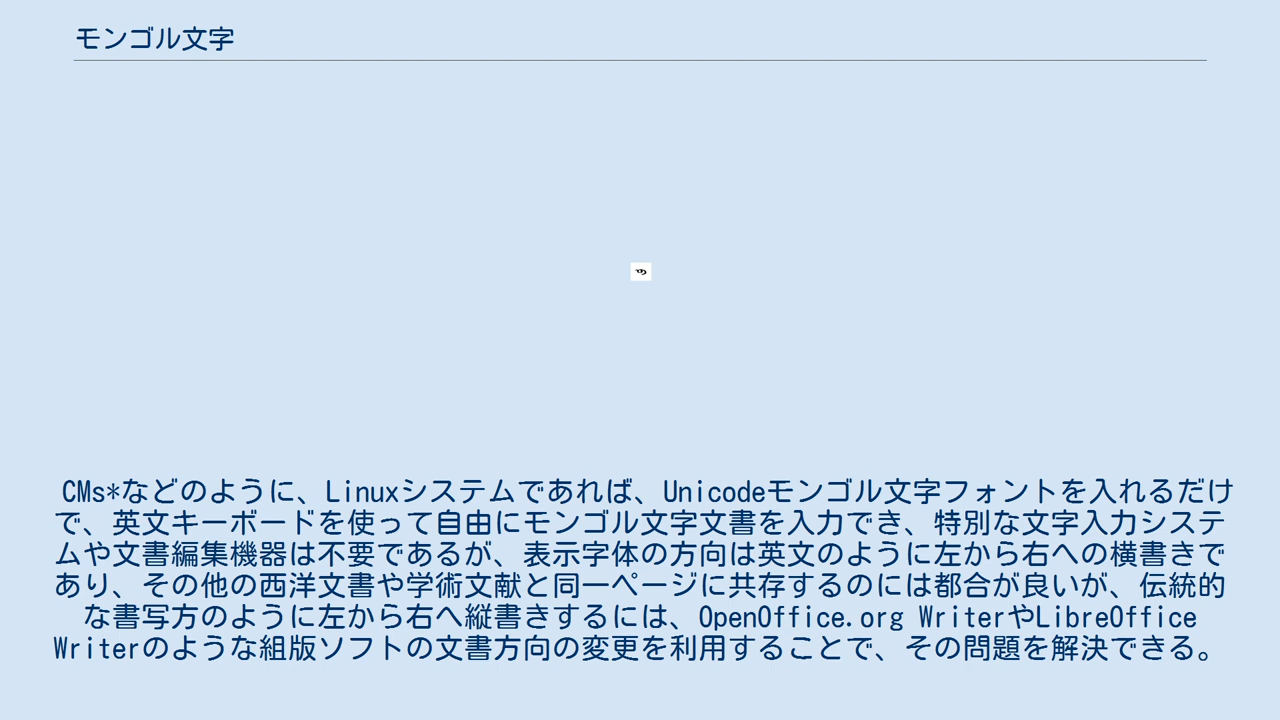 モンゴル文字
CMs*などのように、Linuxシステムであれば、Unicodeモンゴル文字フォントを入れるだけ
で、英文キーボードを使って自由にモンゴル文字文書を入力でき、特別な文字入力システ
ムや文書編集機器は不要であるが、表示字体の方向は英文のように左から右への横書きで
あり、その他の西洋文書や学術文献と同一ページに共存するのには都合が良いが、伝統的
な書写方のように左から右へ縦書きするには、OpenOffice.org WriterやLibreOffice
Writerのような組版ソフトの文書方向の変更を利用することで、その問題を解決できる。